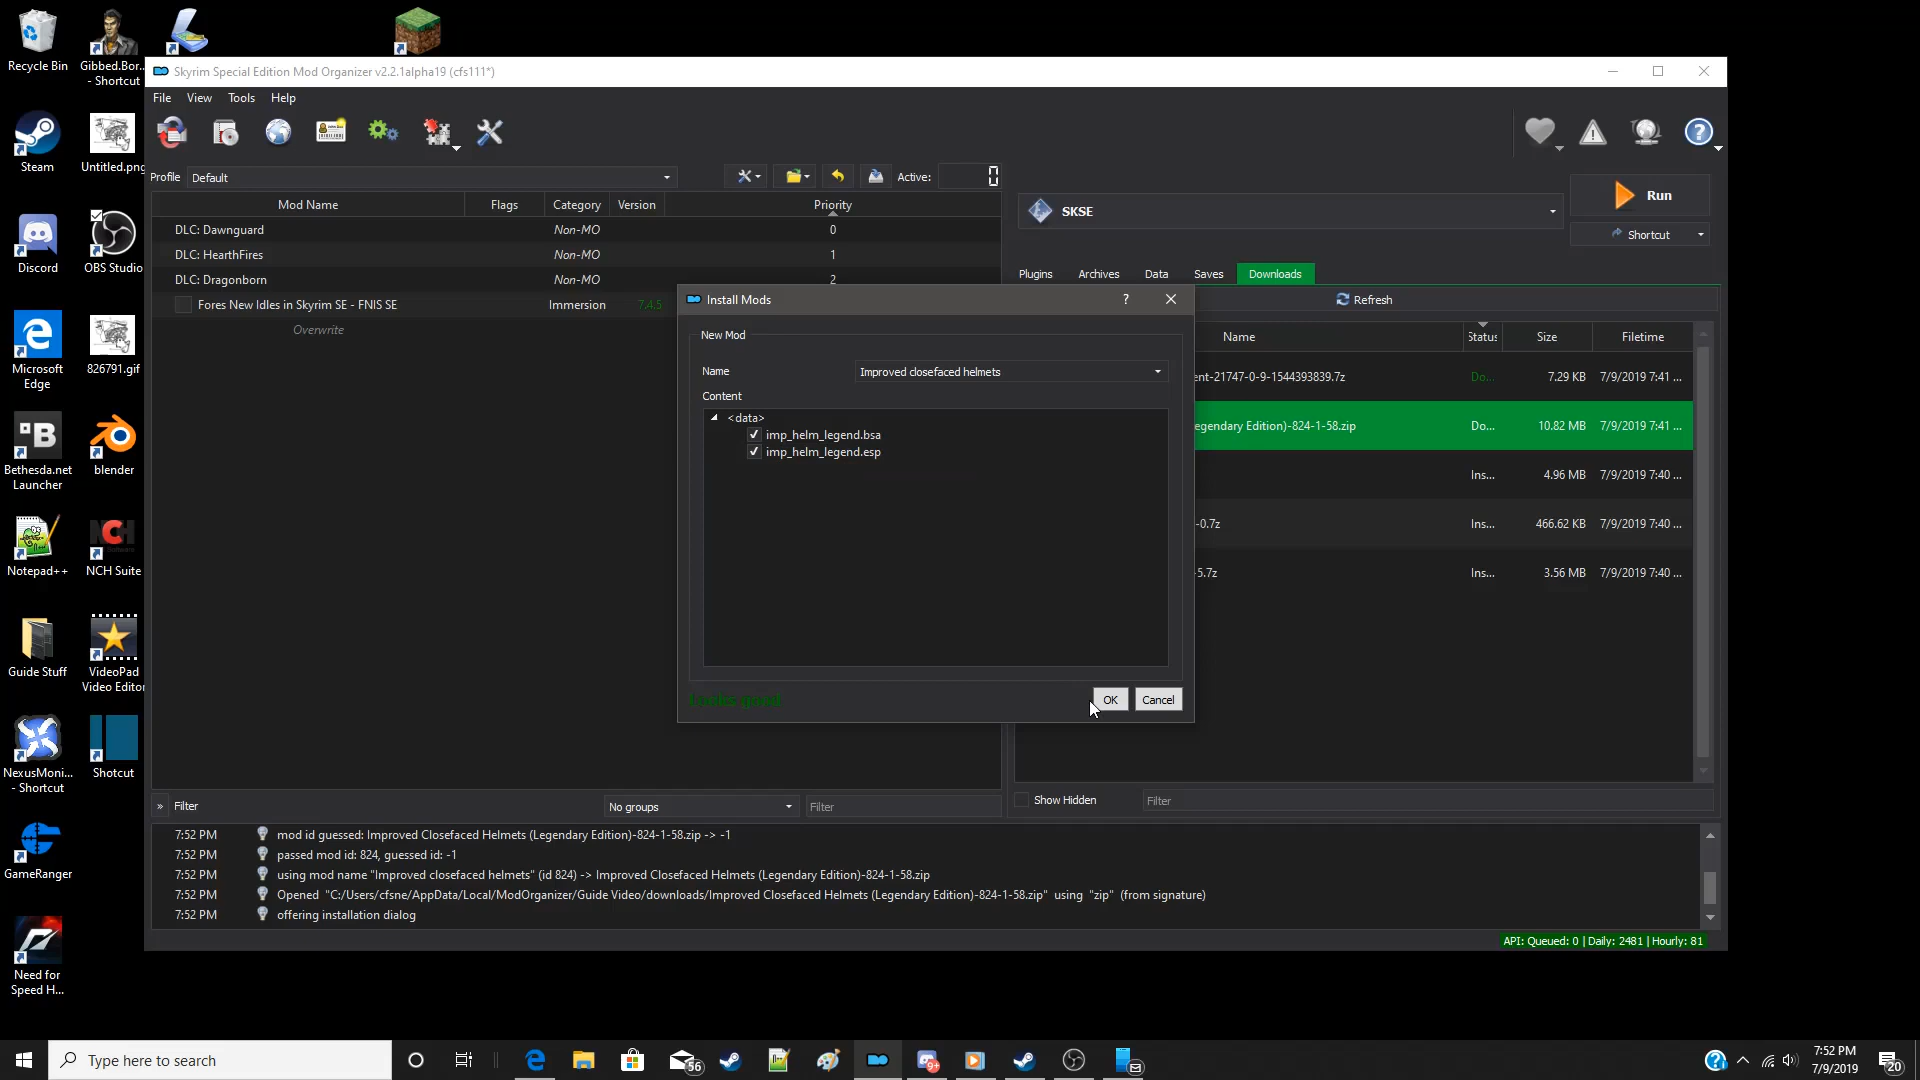 Recycle Bin
Gibbed.Bor...
- Shortcut
Steam
Untitled.png
Discord
OBS Studio
Microsoft
Edge
826791.gif
Bethesda.net
Launcher
blender
Notepad++
NCH Suite
Guide Stuff
VideoPad
Video Editor
NexusMoni...
- Shortcut
Shotcut
GameRanger
Need for
Speed H...
Skyrim Special Edition Mod Organizer v2.2.1alpha19 (cfs111*)
File View Tools Help
Profile Default
Active: 0
Mod Name Flags Category Version Priority
DLC: Dawnguard Non-MO 0
DLC: HearthFires Non-MO 1
DLC: Dragonborn Non-MO 2
Fores New Idles in Skyrim SE - FNIS SE Immersion 7.4.5
Overwrite
SKSE
Run
Shortcut
Plugins Archives Data Saves Downloads
Refresh
Name Status Size Filetime
ent-21747-0-9-1544393839.7z Do... 7.29 KB 7/9/2019 7:41 ...
egendary Edition)-824-1-58.zip Do... 10.82 MB 7/9/2019 7:41 ...
Ins... 4.96 MB 7/9/2019 7:40 ...
-0.7z Ins... 466.62 KB 7/9/2019 7:40 ...
-5.7z Ins... 3.56 MB 7/9/2019 7:40 ...
Install Mods ?
New Mod
Name Improved closefaced helmets
Content
<data>
imp_helm_legend.bsa
imp_helm_legend.esp
Looks good
OK Cancel
» Filter No groups Filter
Show Hidden Filter
7:52 PM mod id guessed: Improved Closefaced Helmets (Legendary Edition)-824-1-58.zip -> -1
7:52 PM passed mod id: 824, guessed id: -1
7:52 PM using mod name "Improved closefaced helmets" (id 824) -> Improved Closefaced Helmets (Legendary Edition)-824-1-58.zip
7:52 PM Opened "C:/Users/cfsne/AppData/Local/ModOrganizer/Guide Video/downloads/Improved Closefaced Helmets (Legendary Edition)-824-1-58.zip" using "zip" (from signature)
7:52 PM offering installation dialog
API: Queued: 0 | Daily: 2481 | Hourly: 81
Type here to search
56
9+
7:52 PM
7/9/2019
20